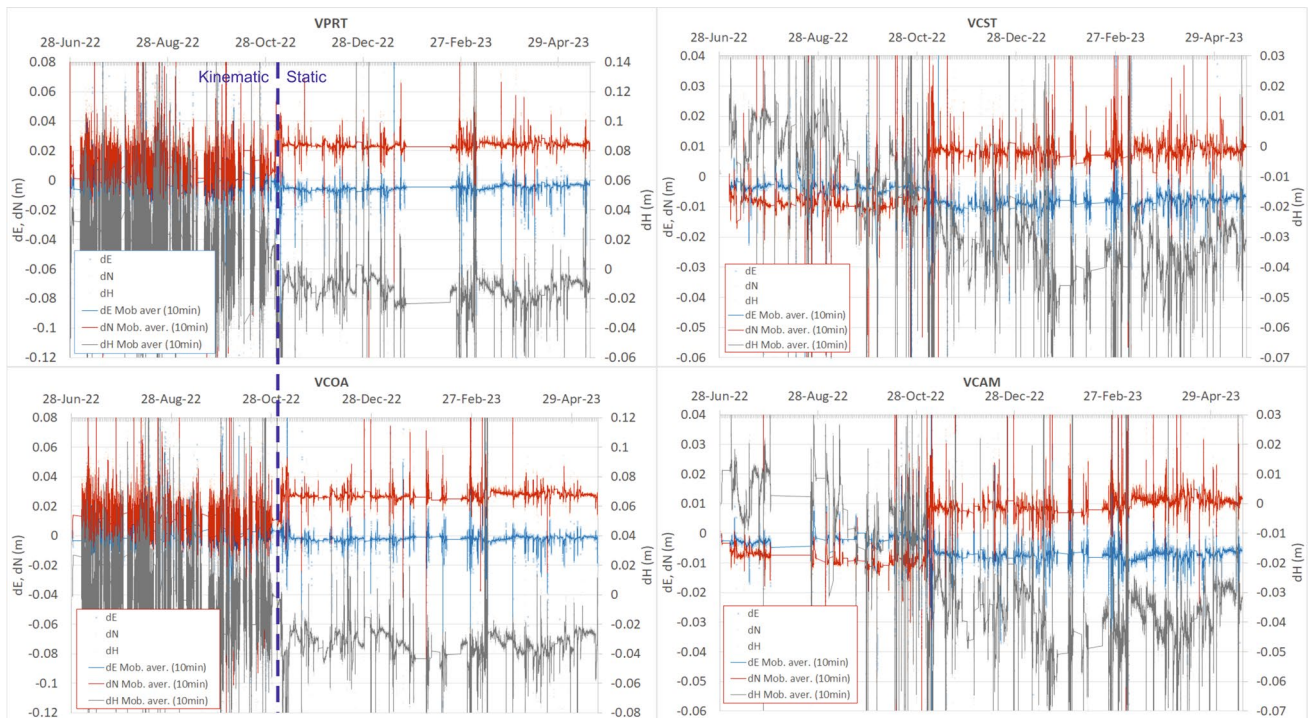 VPRT
28-Jun-22 28-Aug-22 28-Oct-22 28-Dec-22 27-Feb-23 29-Apr-23
Kinematic Static
0.08
0.06
0.04
0.02
0
-0.02
-0.04
-0.06
-0.08
-0.1
-0.12
dE, dN (m)
0.14
0.12
0.1
0.08
0.06
0.04
0.02
0
-0.02
-0.04
-0.06
dH (m)
dE
dN
dH
dE Mob aver (10min)
dN Mob aver. (10min)
dH Mob aver (10min)
VCST
28-Jun-22 28-Aug-22 28-Oct-22 28-Dec-22 27-Feb-23 29-Apr-23
0.04
0.03
0.02
0.01
0
-0.01
-0.02
-0.03
-0.04
-0.05
-0.06
dE, dN (m)
0.03
0.02
0.01
0
-0.01
-0.02
-0.03
-0.04
-0.05
-0.06
-0.07
dH (m)
dE
dN
dH
dE Mob. aver. (10min)
dN Mob. aver. (10min)
dH Mob. aver. (10min)
VCOA
28-Jun-22 28-Aug-22 28-Oct-22 28-Dec-22 27-Feb-23 29-Apr-23
0.08
0.06
0.04
0.02
0
-0.02
-0.04
-0.06
-0.08
-0.1
-0.12
dE, dN (m)
0.12
0.1
0.08
0.06
0.04
0.02
0
-0.02
-0.04
-0.06
-0.08
dH (m)
dE
dN
dH
dE Mob. aver. (10min)
dN Mob. aver. (10min)
dH Mob. aver. (10min)
VCAM
28-Jun-22 28-Aug-22 28-Oct-22 28-Dec-22 27-Feb-23 29-Apr-23
0.04
0.03
0.02
0.01
0
-0.01
-0.02
-0.03
-0.04
-0.05
-0.06
dE, dN (m)
0.03
0.02
0.01
0
-0.01
-0.02
-0.03
-0.04
-0.05
-0.06
-0.07
dH (m)
dE
dN
dH
dE Mob. aver. (10min)
dN Mob. aver. (10min)
dH Mob. aver. (10min)